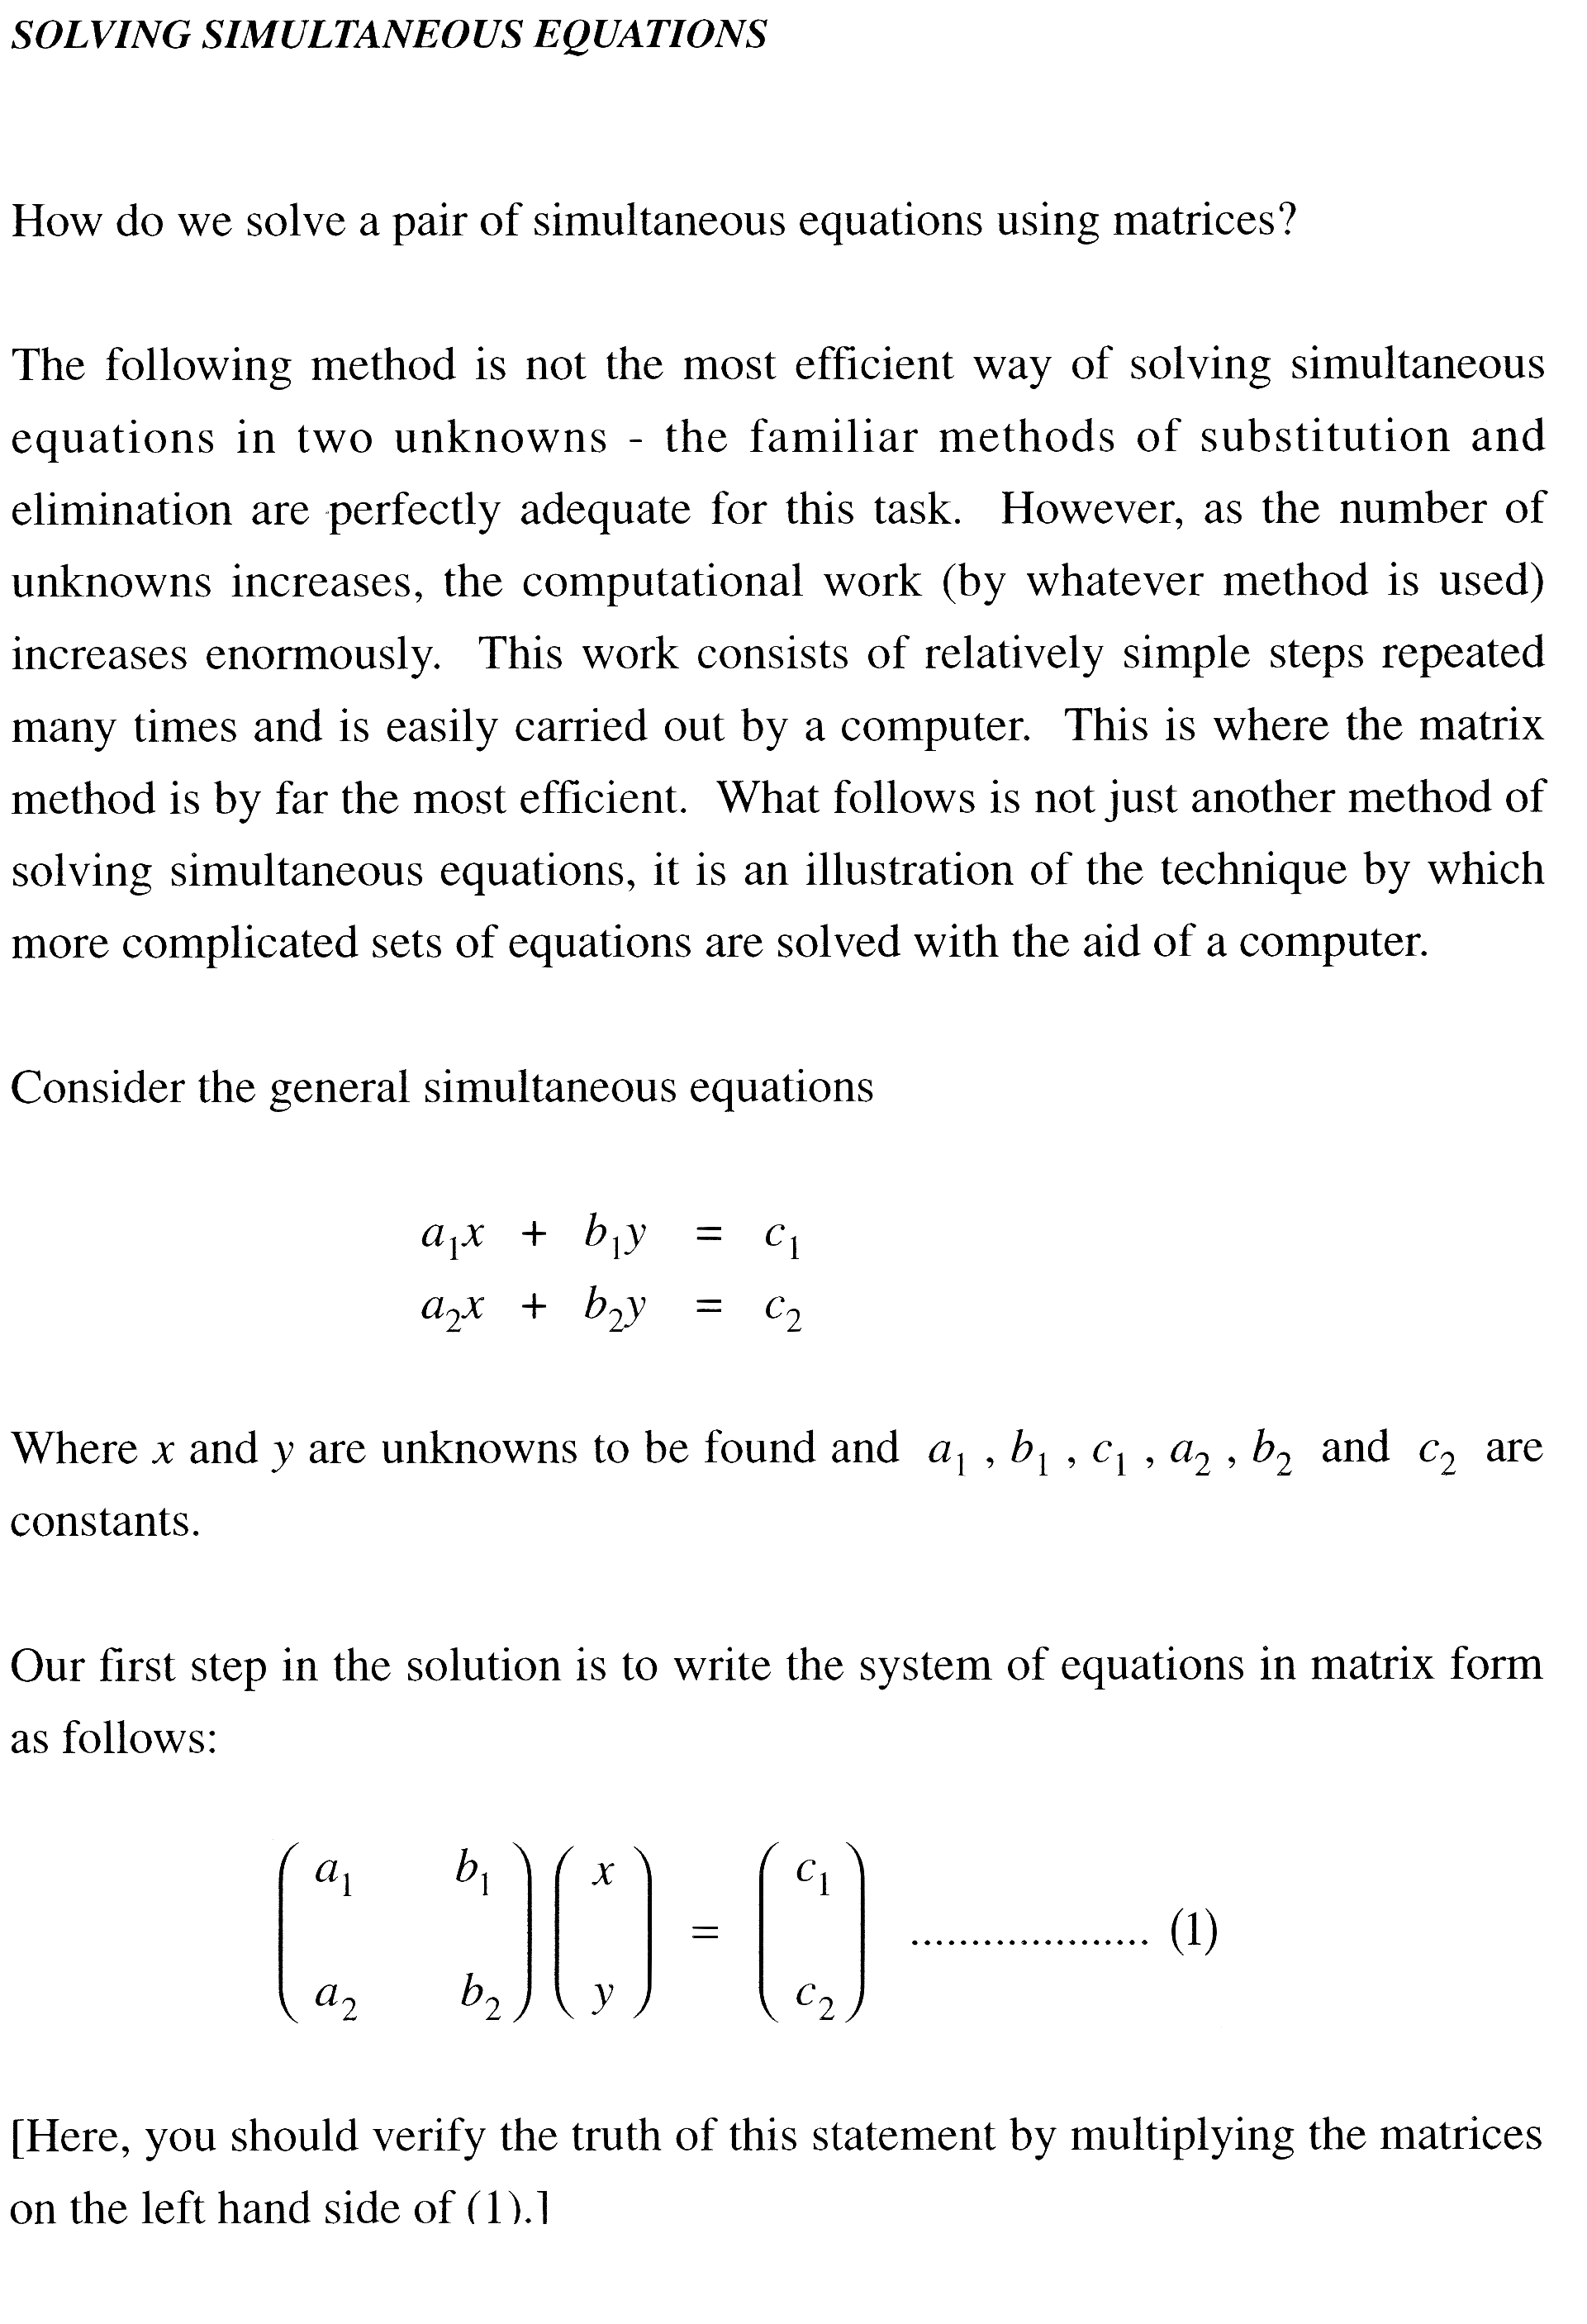 SOLVING SIMULTANEOUS EQUATIONS
How do we solve a pair of simultaneous equations using matrices?
The following method is not the most efficient way of solving simultaneous
equations in two unknowns - the familiar methods of substitution and
elimination are perfectly adequate for this task. However, as the number of
unknowns increases, the computational work (by whatever method is used)
increases enormously. This work consists of relatively simple steps repeated
many times and is easily carried out by a computer. This is where the matrix
method is by far the most efficient. What follows is not just another method of
solving simultaneous equations, it is an illustration of the technique by which
more complicated sets of equations are solved with the aid of a computer.
Consider the general simultaneous equations
a₁x + b₁y = c₁
a₂x + b₂y = c₂
Where x and y are unknowns to be found and a₁ , b₁ , c₁ , a₂ , b₂ and c₂ are
constants.
Our first step in the solution is to write the system of equations in matrix form
as follows:
a₁ b₁ x c₁
= .................... (1)
a₂ b₂ y c₂
[Here, you should verify the truth of this statement by multiplying the matrices
on the left hand side of (1).]